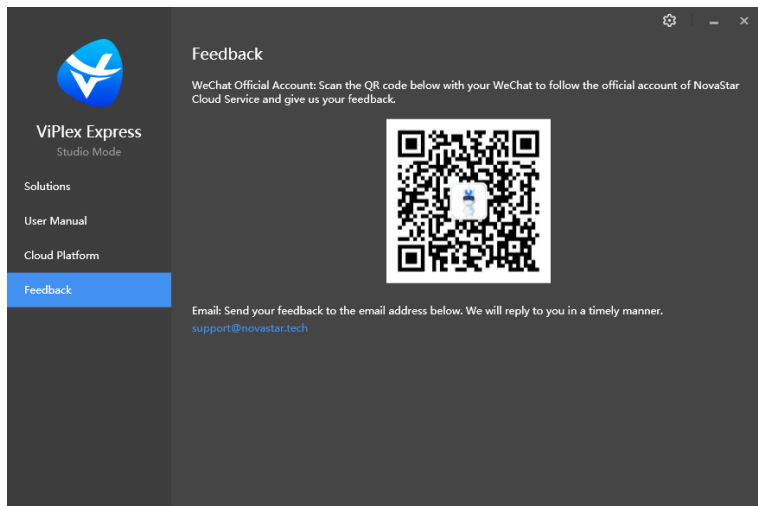 ViPlex Express
Studio Mode
Solutions
User Manual
Cloud Platform
Feedback
Feedback
WeChat Official Account: Scan the QR code below with your WeChat to follow the official account of NovaStar
Cloud Service and give us your feedback.
Email: Send your feedback to the email address below. We will reply to you in a timely manner.
support@novastar.tech